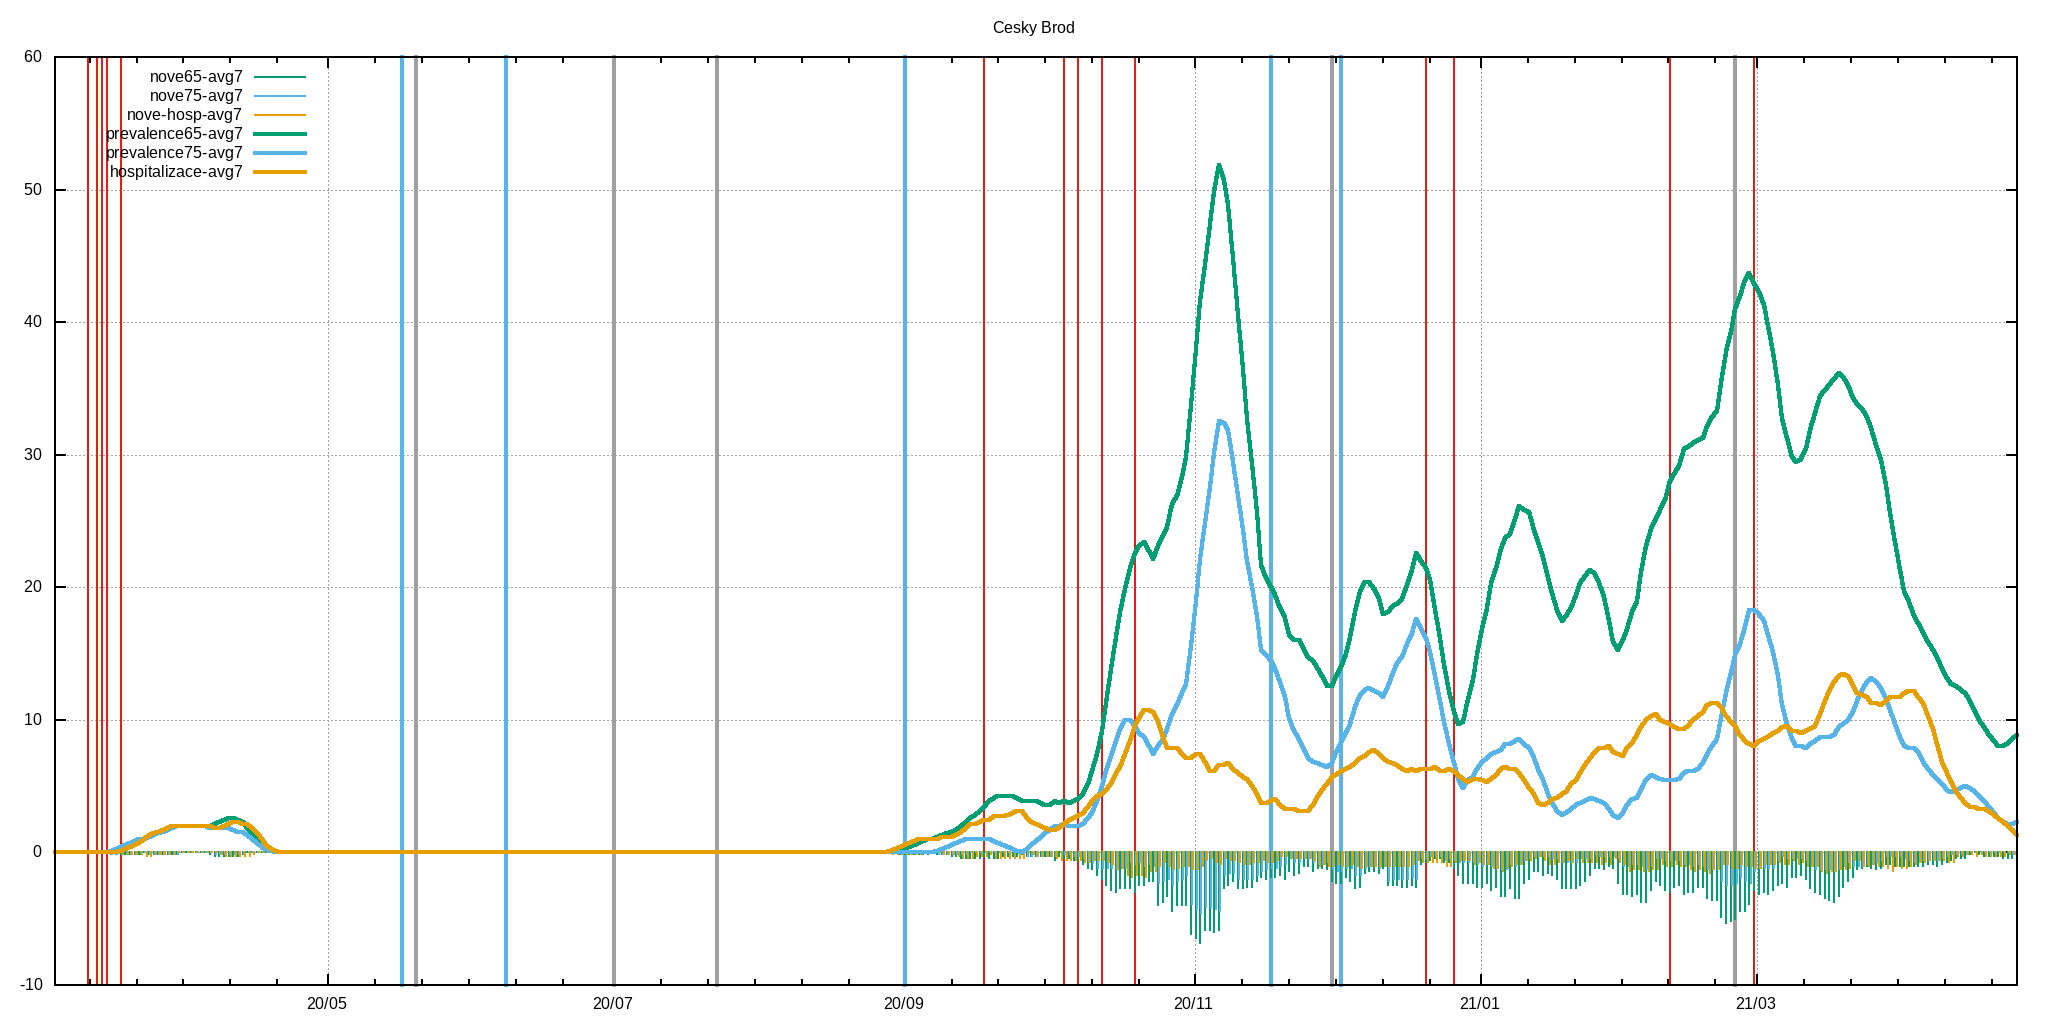 Cesky Brod
60
50
40
30
20
10
0
-10
nove65-avg7
nove75-avg7
nove-hosp-avg7
prevalence65-avg7
prevalence75-avg7
hospitalizace-avg7
20/05 20/07 20/09 20/11 21/01 21/03